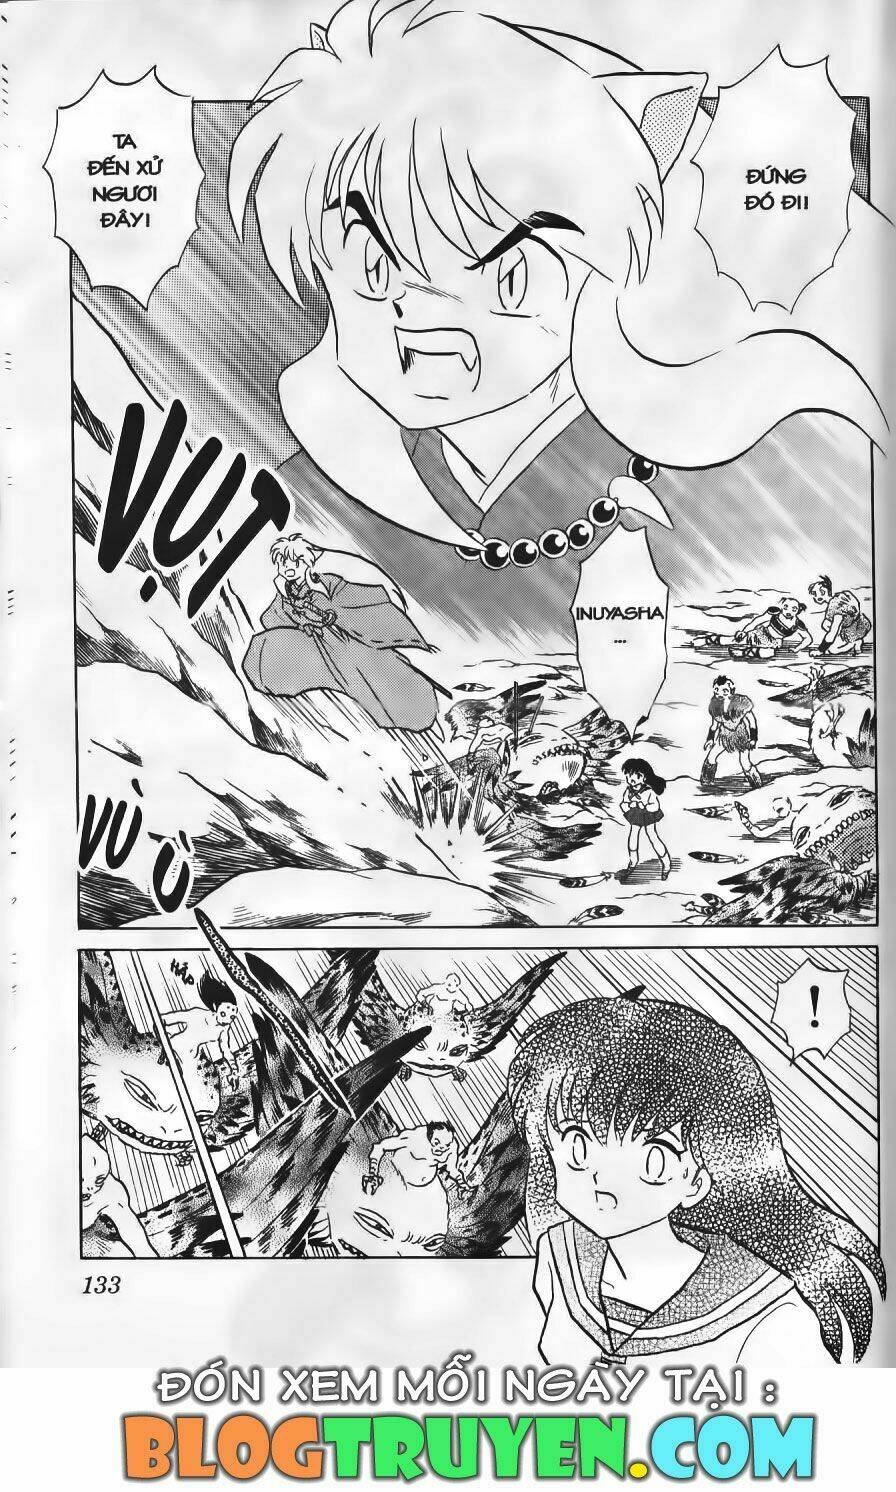 ĐỨNG
ĐÓ ĐI!
TA
ĐẾN XỬ
NGƯƠI
ĐÂY!
VỤT
INUYASHA
...
VÙ Ù
!
HÁP
133
ĐÓN XEM MỖI NGÀY TẠI :
BLOGTRUYEN.COM